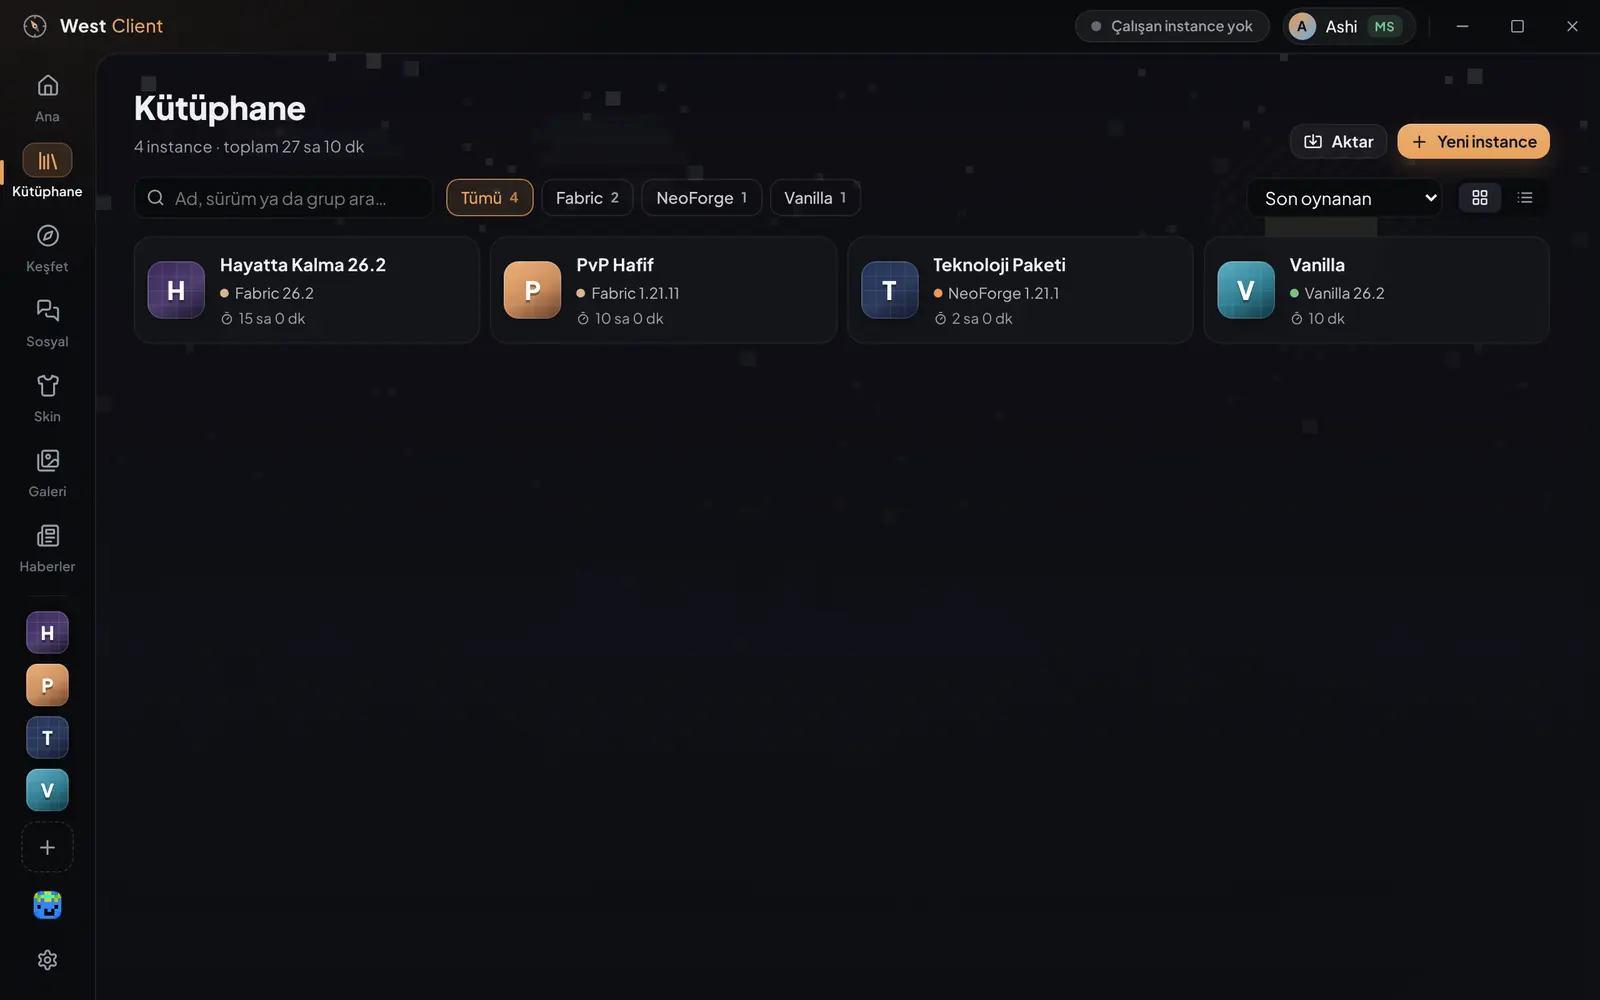 West Client
Çalışan instance yok
A
Ashi
MS
Ana
Kütüphane
Keşfet
Sosyal
Skin
Galeri
Haberler
H
P
T
V
Kütüphane
4 instance · toplam 27 sa 10 dk
Aktar
Yeni instance
Ad, sürüm ya da grup ara...
Tümü 4
Fabric 2
NeoForge 1
Vanilla 1
Son oynanan
H
Hayatta Kalma 26.2
Fabric 26.2
15 sa 0 dk
P
PvP Hafif
Fabric 1.21.11
10 sa 0 dk
T
Teknoloji Paketi
NeoForge 1.21.1
2 sa 0 dk
V
Vanilla
Vanilla 26.2
10 dk